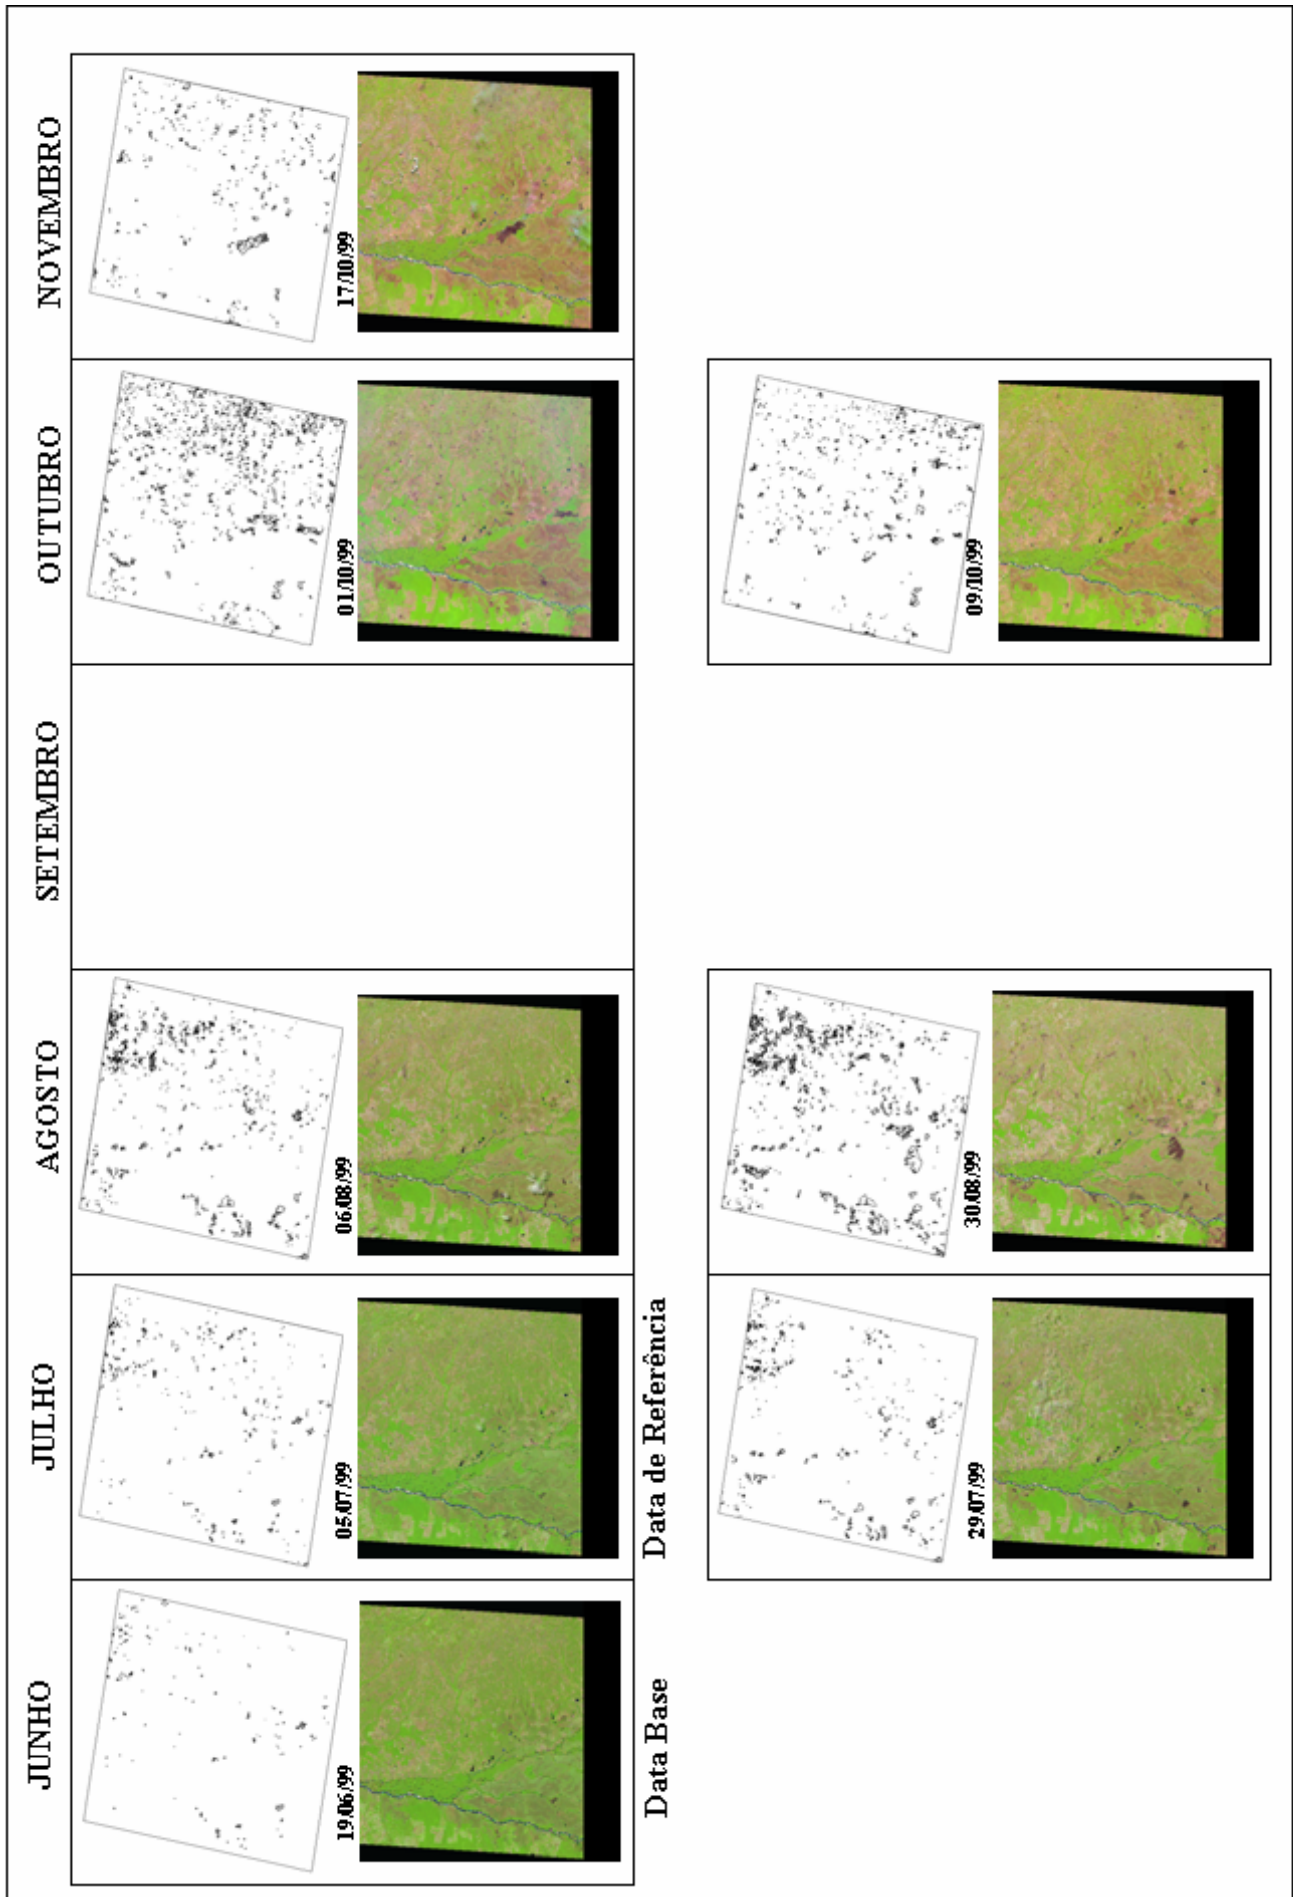 JUNHO
JULHO
AGOSTO
SETEMBRO
OUTUBRO
NOVEMBRO
19/06/99
05/07/99
06/08/99
01/10/99
17/10/99
Data Base
Data de Referência
29/07/99
30/08/99
09/10/99